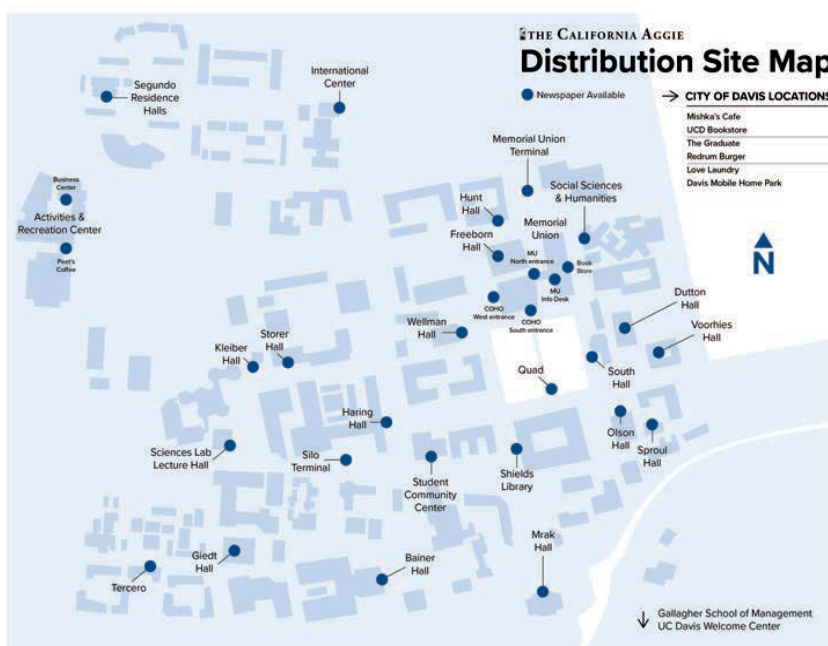 THE CALIFORNIA AGGIE
Distribution Site Map
Newspaper Available
CITY OF DAVIS LOCATIONS
Mishka's Cafe
UCD Bookstore
The Graduate
Redrum Burger
Love Laundry
Davis Mobile Home Park
N
Segundo
Residence
Halls
International
Center
Memorial Union
Terminal
Social Sciences
& Humanities
Hunt
Hall
Memorial
Union
Freeborn
Hall
MU
North entrance
Book
Store
MU
Info Desk
COHO
West entrance
COHO
South entrance
Business
Center
Activities &
Recreation Center
Peet's
Coffee
Dutton
Hall
Voorhies
Hall
Wellman
Hall
Storer
Hall
Kleiber
Hall
Quad
South
Hall
Haring
Hall
Olson
Hall
Sproul
Hall
Sciences Lab
Lecture Hall
Silo
Terminal
Student
Community
Center
Shields
Library
Mrak
Hall
Giedt
Hall
Bainer
Hall
Tercero
Gallagher School of Management
UC Davis Welcome Center